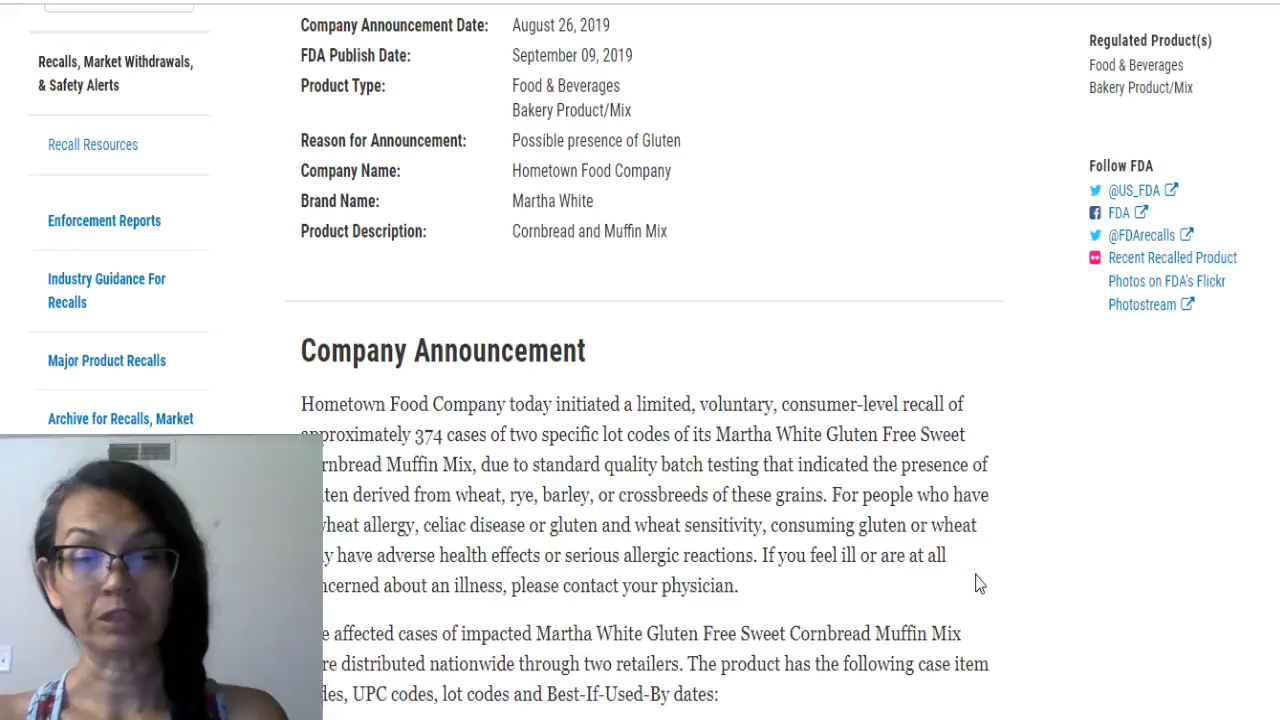 Recalls, Market Withdrawals,
& Safety Alerts
Recall Resources
Enforcement Reports
Industry Guidance For
Recalls
Major Product Recalls
Archive for Recalls, Market
Company Announcement Date: August 26, 2019
FDA Publish Date: September 09, 2019
Product Type: Food & Beverages
Bakery Product/Mix
Reason for Announcement: Possible presence of Gluten
Company Name: Hometown Food Company
Brand Name: Martha White
Product Description: Cornbread and Muffin Mix
Company Announcement
Hometown Food Company today initiated a limited, voluntary, consumer-level recall of
approximately 374 cases of two specific lot codes of its Martha White Gluten Free Sweet
rnbread Muffin Mix, due to standard quality batch testing that indicated the presence of
ten derived from wheat, rye, barley, or crossbreeds of these grains. For people who have
wheat allergy, celiac disease or gluten and wheat sensitivity, consuming gluten or wheat
y have adverse health effects or serious allergic reactions. If you feel ill or are at all
ncerned about an illness, please contact your physician.
e affected cases of impacted Martha White Gluten Free Sweet Cornbread Muffin Mix
re distributed nationwide through two retailers. The product has the following case item
des, UPC codes, lot codes and Best-If-Used-By dates:
Regulated Product(s)
Food & Beverages
Bakery Product/Mix
Follow FDA
@US_FDA
FDA
@FDArecalls
Recent Recalled Product
Photos on FDA's Flickr
Photostream